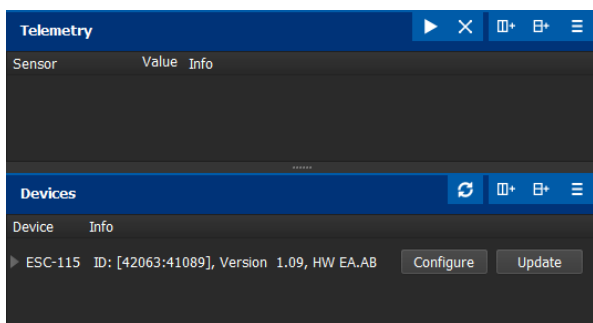 Telemetry
Sensor Value Info
Devices
Device Info
ESC-115 ID: [42063:41089], Version 1.09, HW EA.AB Configure Update